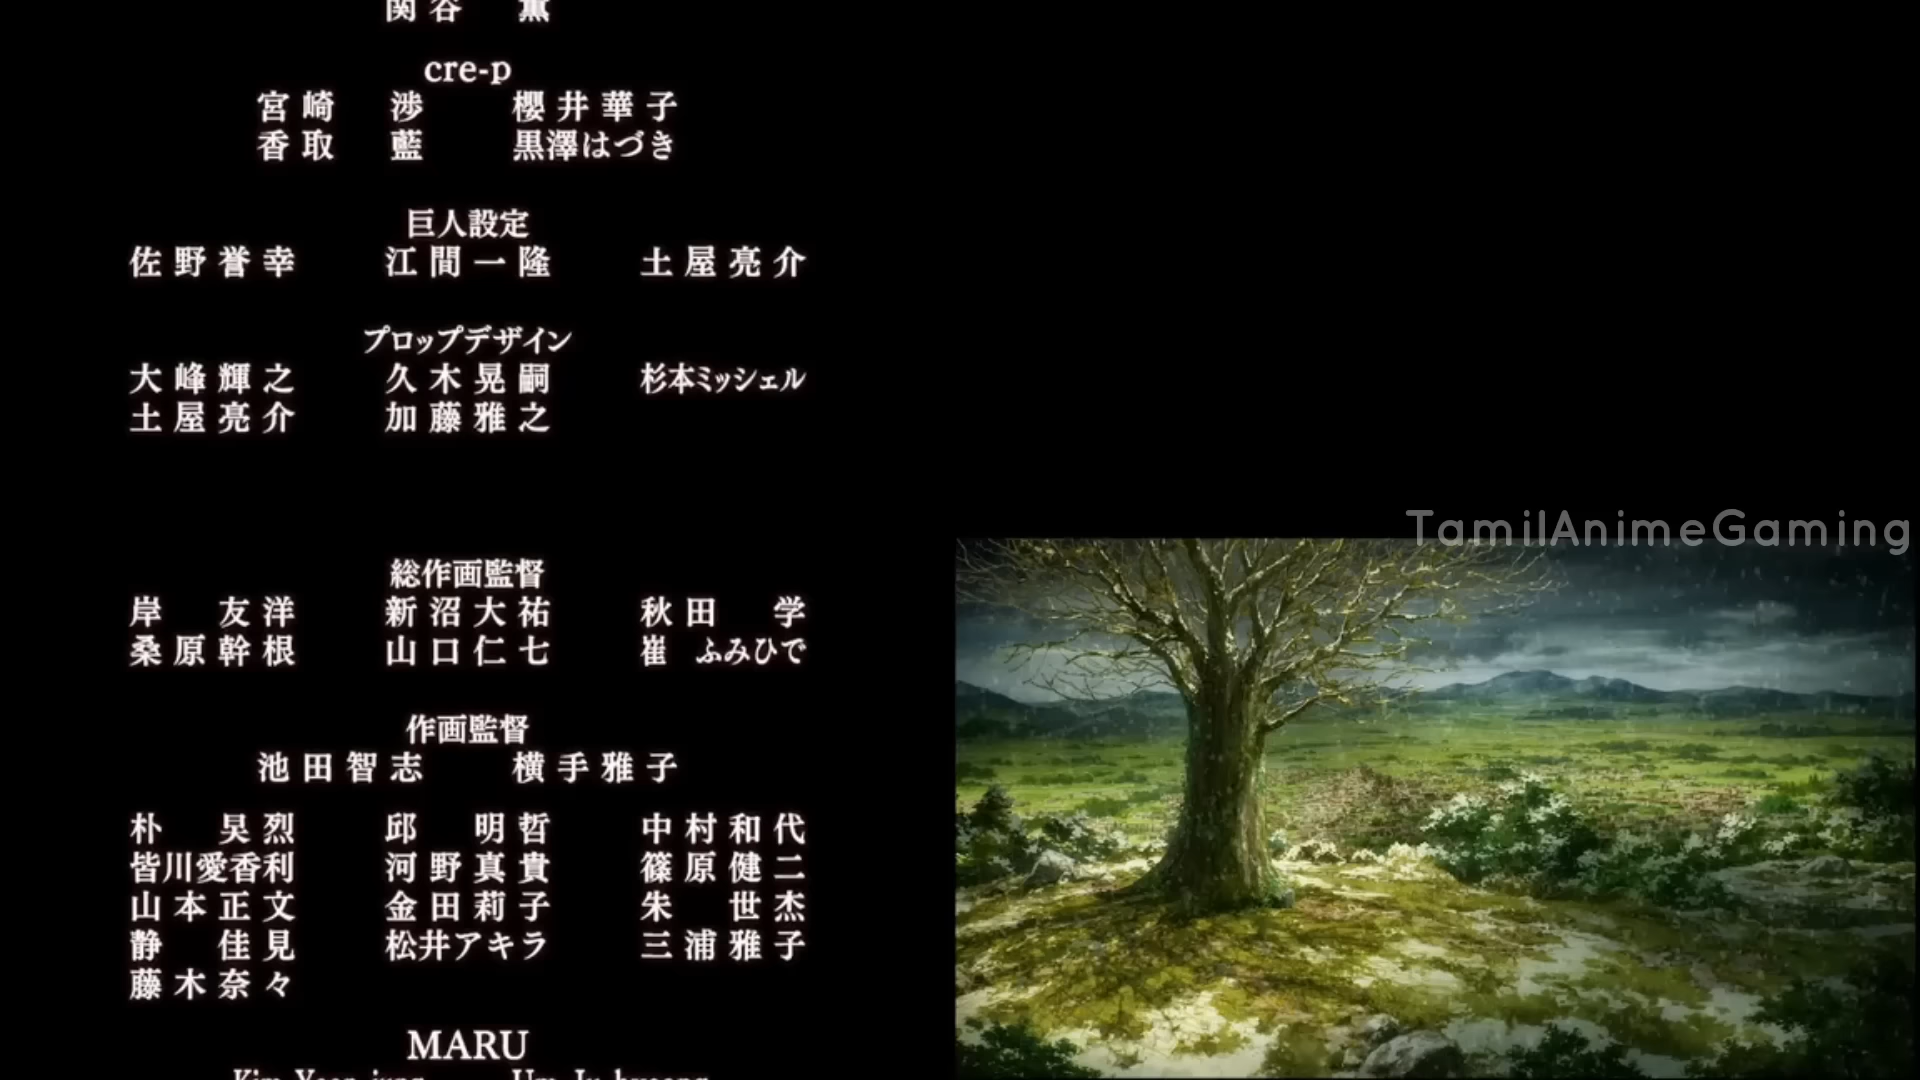 関谷 薫
cre-p
宮崎 渉 櫻井華子
香取 藍 黒澤はづき
巨人設定
佐野誉幸 江間一隆 土屋亮介
プロップデザイン
大峰輝之 久木晃嗣 杉本ミッシェル
土屋亮介 加藤雅之
TamilAnimeGaming
総作画監督
岸 友洋 新沼大祐 秋田 学
桑原幹根 山口仁七 崔 ふみひで
作画監督
池田智志 横手雅子
朴 昊烈 邱 明哲 中村和代
皆川愛香利 河野真貴 篠原健二
山本正文 金田莉子 朱 世杰
静 佳見 松井アキラ 三浦雅子
藤木奈々
MARU